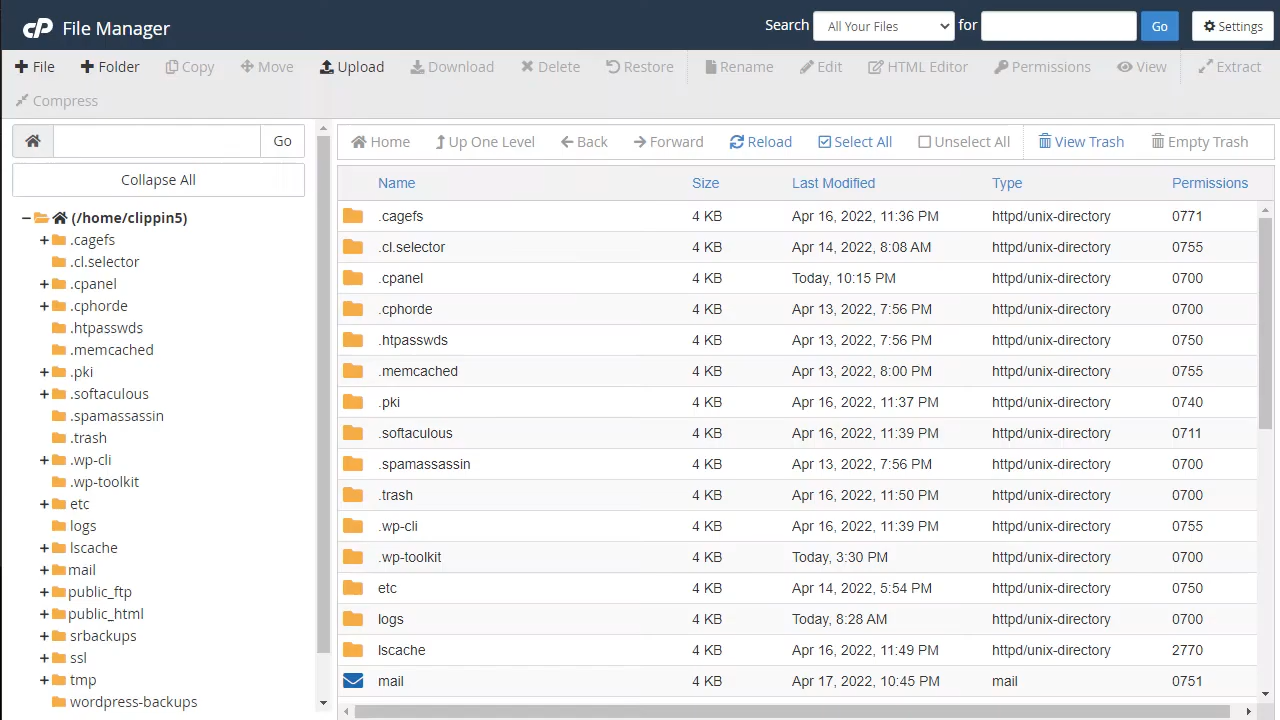 cP File Manager Search All Your Files for Go Settings
File Folder Copy Move Upload Download Delete Restore Rename Edit HTML Editor Permissions View Extract
Compress
Go
Collapse All
(/home/clippin5)
.cagefs
.cl.selector
.cpanel
.cphorde
.htpasswds
.memcached
.pki
.softaculous
.spamassassin
.trash
.wp-cli
.wp-toolkit
etc
logs
lscache
mail
public_ftp
public_html
srbackups
ssl
tmp
wordpress-backups
Home Up One Level Back Forward Reload Select All Unselect All View Trash Empty Trash
Name Size Last Modified Type Permissions
.cagefs 4 KB Apr 16, 2022, 11:36 PM httpd/unix-directory 0771
.cl.selector 4 KB Apr 14, 2022, 8:08 AM httpd/unix-directory 0755
.cpanel 4 KB Today, 10:15 PM httpd/unix-directory 0700
.cphorde 4 KB Apr 13, 2022, 7:56 PM httpd/unix-directory 0700
.htpasswds 4 KB Apr 13, 2022, 7:56 PM httpd/unix-directory 0750
.memcached 4 KB Apr 13, 2022, 8:00 PM httpd/unix-directory 0755
.pki 4 KB Apr 16, 2022, 11:37 PM httpd/unix-directory 0740
.softaculous 4 KB Apr 16, 2022, 11:39 PM httpd/unix-directory 0711
.spamassassin 4 KB Apr 13, 2022, 7:56 PM httpd/unix-directory 0700
.trash 4 KB Apr 16, 2022, 11:50 PM httpd/unix-directory 0700
.wp-cli 4 KB Apr 16, 2022, 11:39 PM httpd/unix-directory 0755
.wp-toolkit 4 KB Today, 3:30 PM httpd/unix-directory 0700
etc 4 KB Apr 14, 2022, 5:54 PM httpd/unix-directory 0750
logs 4 KB Today, 8:28 AM httpd/unix-directory 0700
lscache 4 KB Apr 16, 2022, 11:49 PM httpd/unix-directory 2770
mail 4 KB Apr 17, 2022, 10:45 PM mail 0751